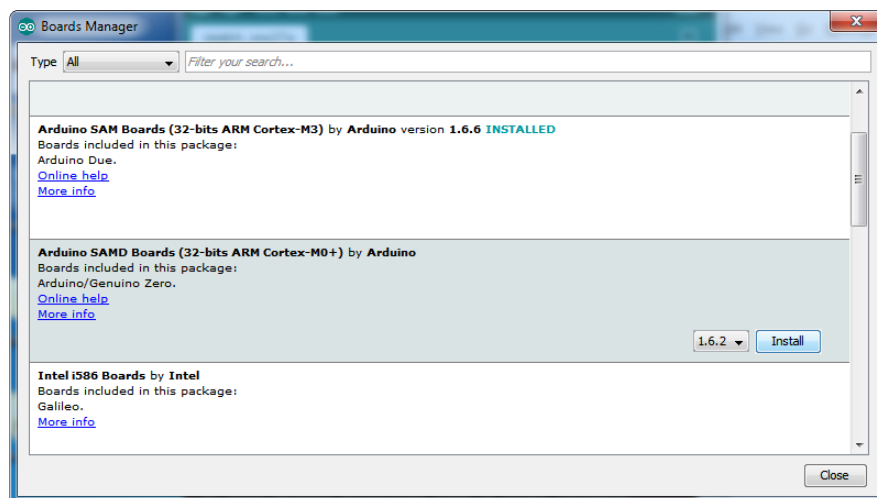 Boards Manager
Type All Filter your search...
Arduino SAM Boards (32-bits ARM Cortex-M3) by Arduino version 1.6.6 INSTALLED
Boards included in this package:
Arduino Due.
Online help
More info
Arduino SAMD Boards (32-bits ARM Cortex-M0+) by Arduino
Boards included in this package:
Arduino/Genuino Zero.
Online help
More info
1.6.2 Install
Intel i586 Boards by Intel
Boards included in this package:
Galileo.
More info
Close